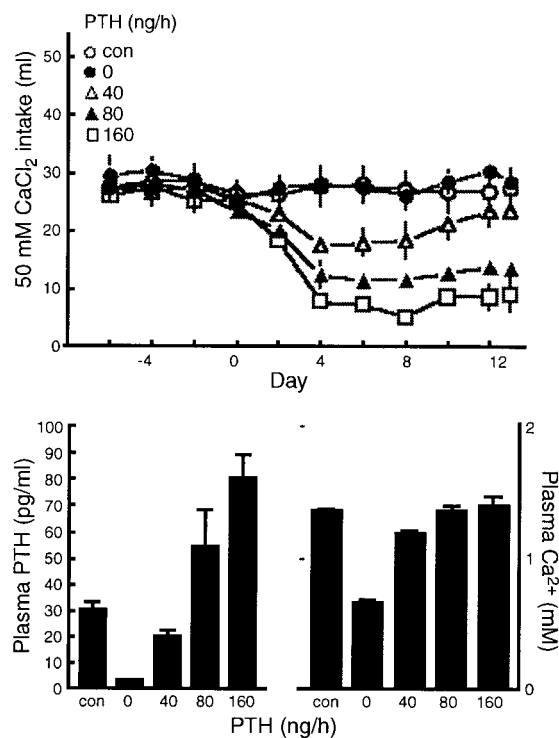 PTH (ng/h)
con
0
40
80
160
50 mM CaCl₂ intake (ml)
50
40
30
20
10
0
-4 0 4 8 12
Day
Plasma PTH (pg/ml)
100
90
80
70
60
50
40
30
20
10
0
con 0 40 80 160
con 0 40 80 160
PTH (ng/h)
2
1
0
Plasma Ca²⁺ (mM)